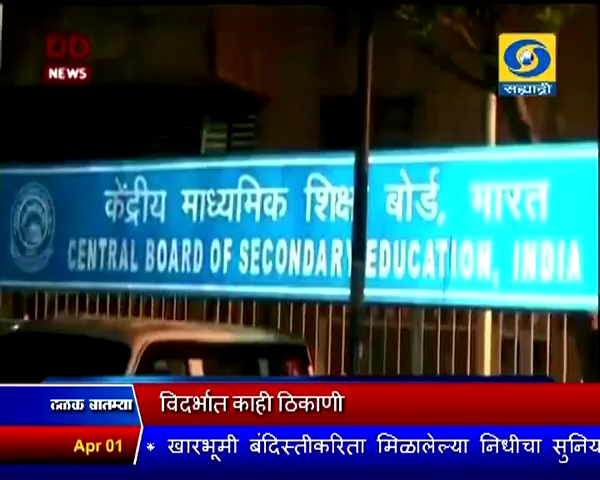 DD
NEWS
सह्याद्री
केंद्रीय माध्यमिक शिक्षा बोर्ड, भारत
CENTRAL BOARD OF SECONDARY EDUCATION, INDIA
ठळक बातम्या
विदर्भात काही ठिकाणी
Apr 01
* खारभूमी बंदिस्तीकरिता मिळालेल्या निधीचा सुनिय